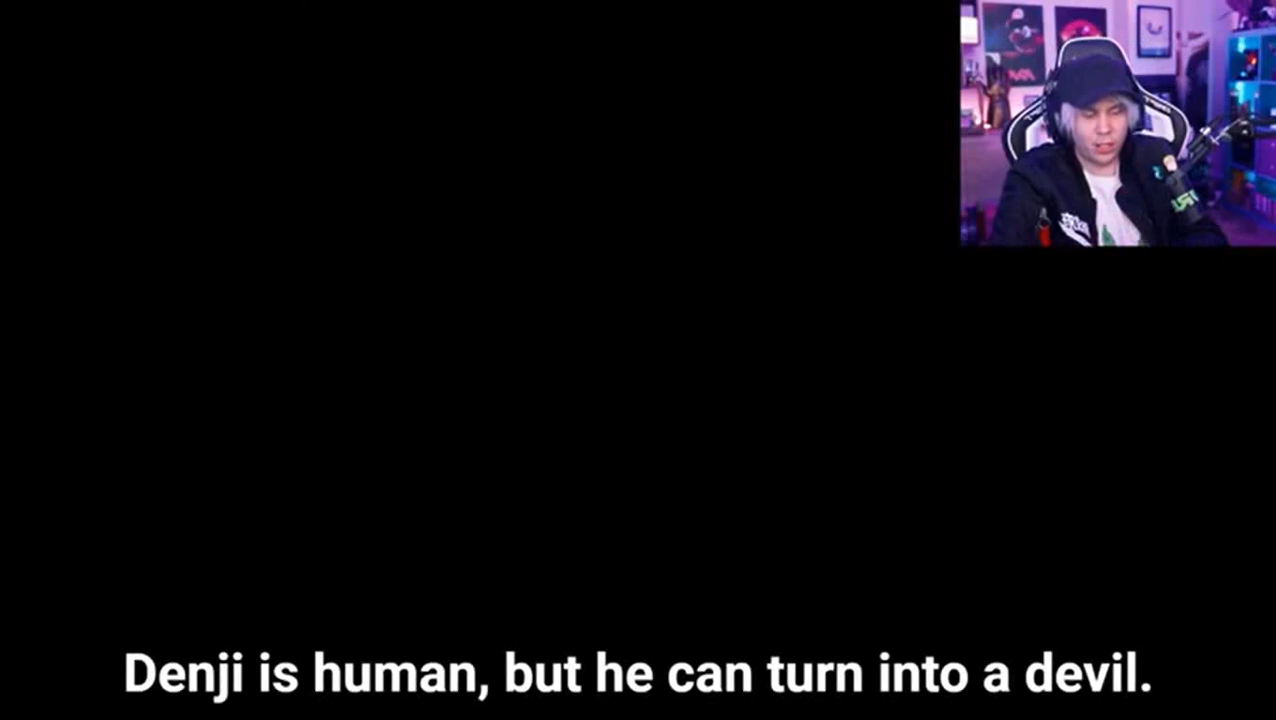 Denji is human, but he can turn into a devil.